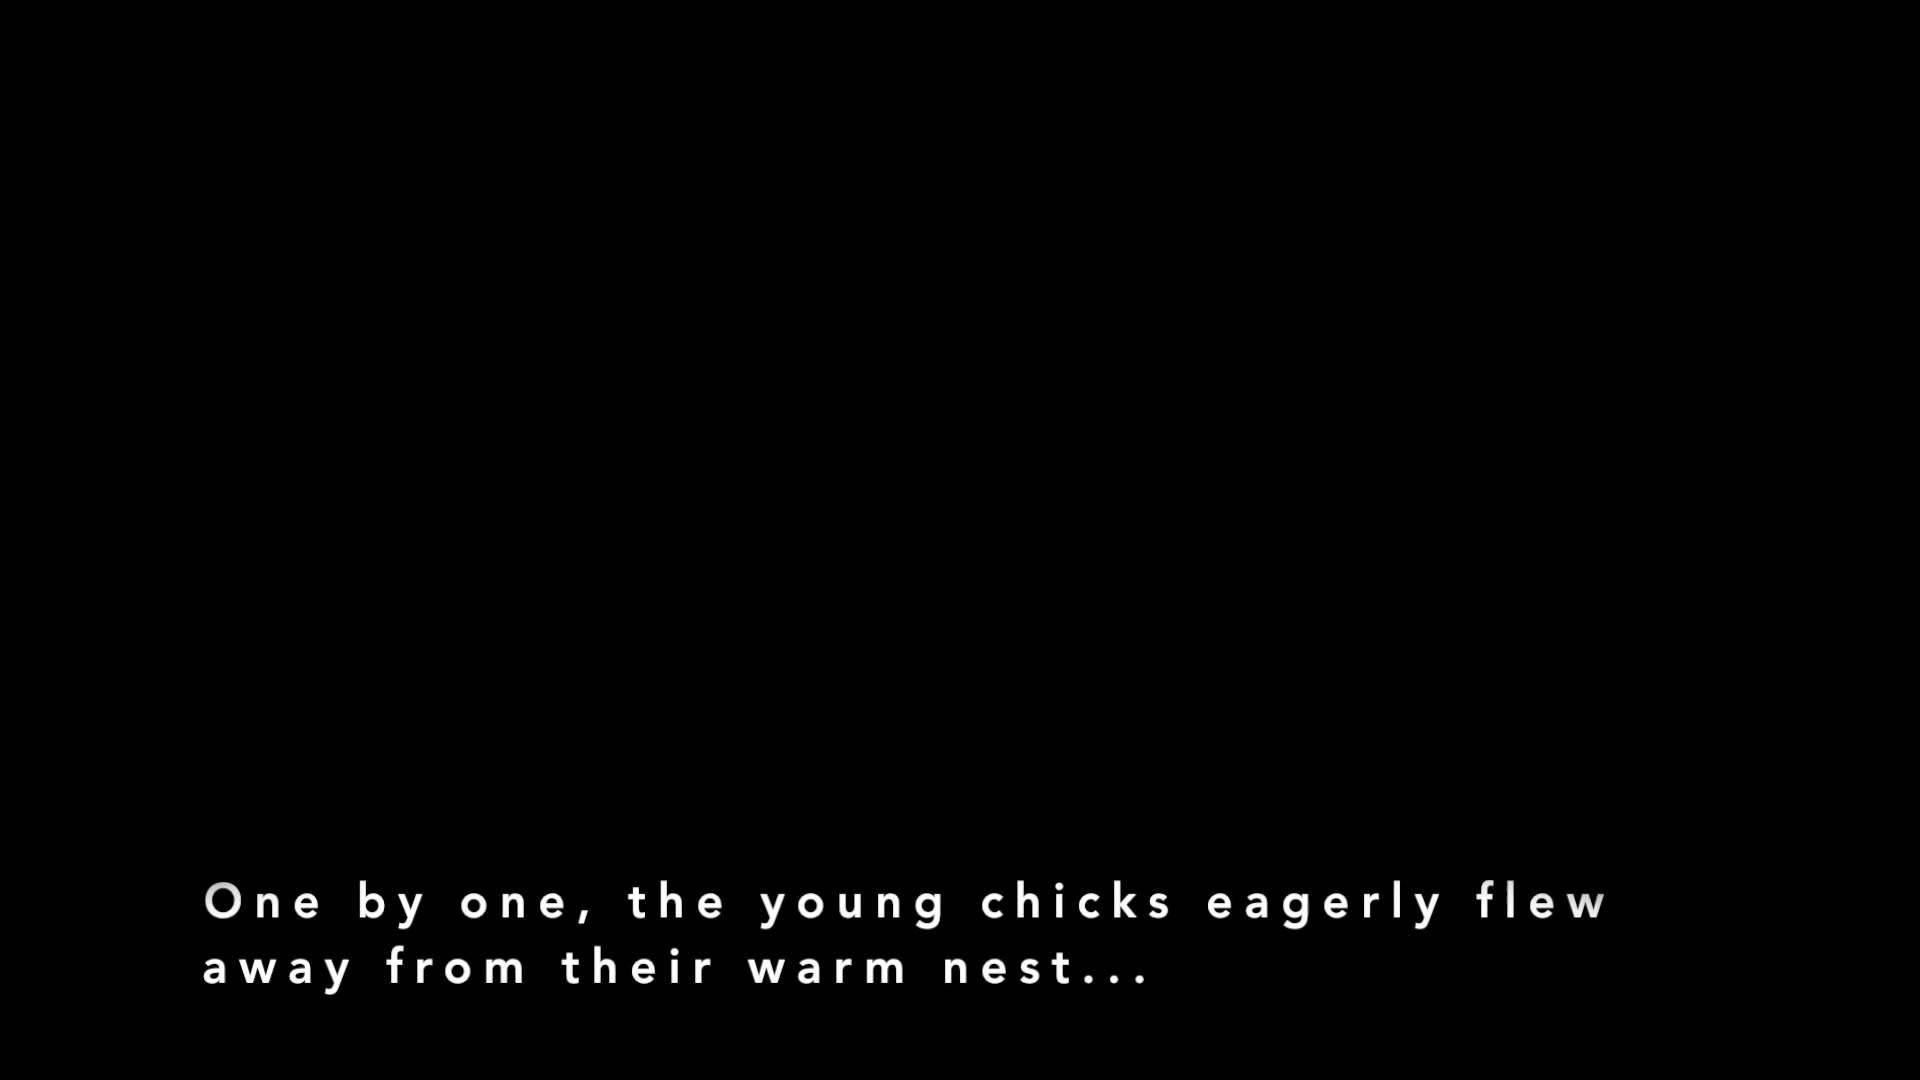 One by one, the young chicks eagerly flew
away from their warm nest...